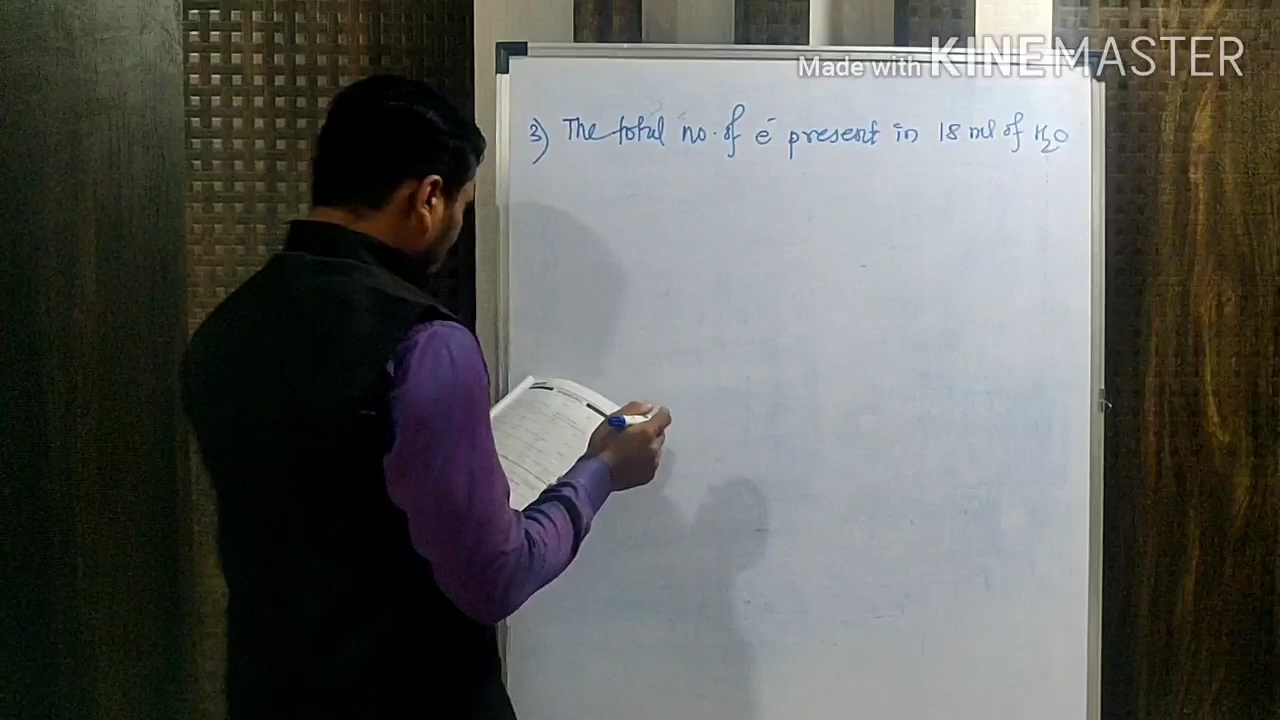 Made with KINEMASTER
3) The total no. of e⁻ present in 18 ml of H₂O